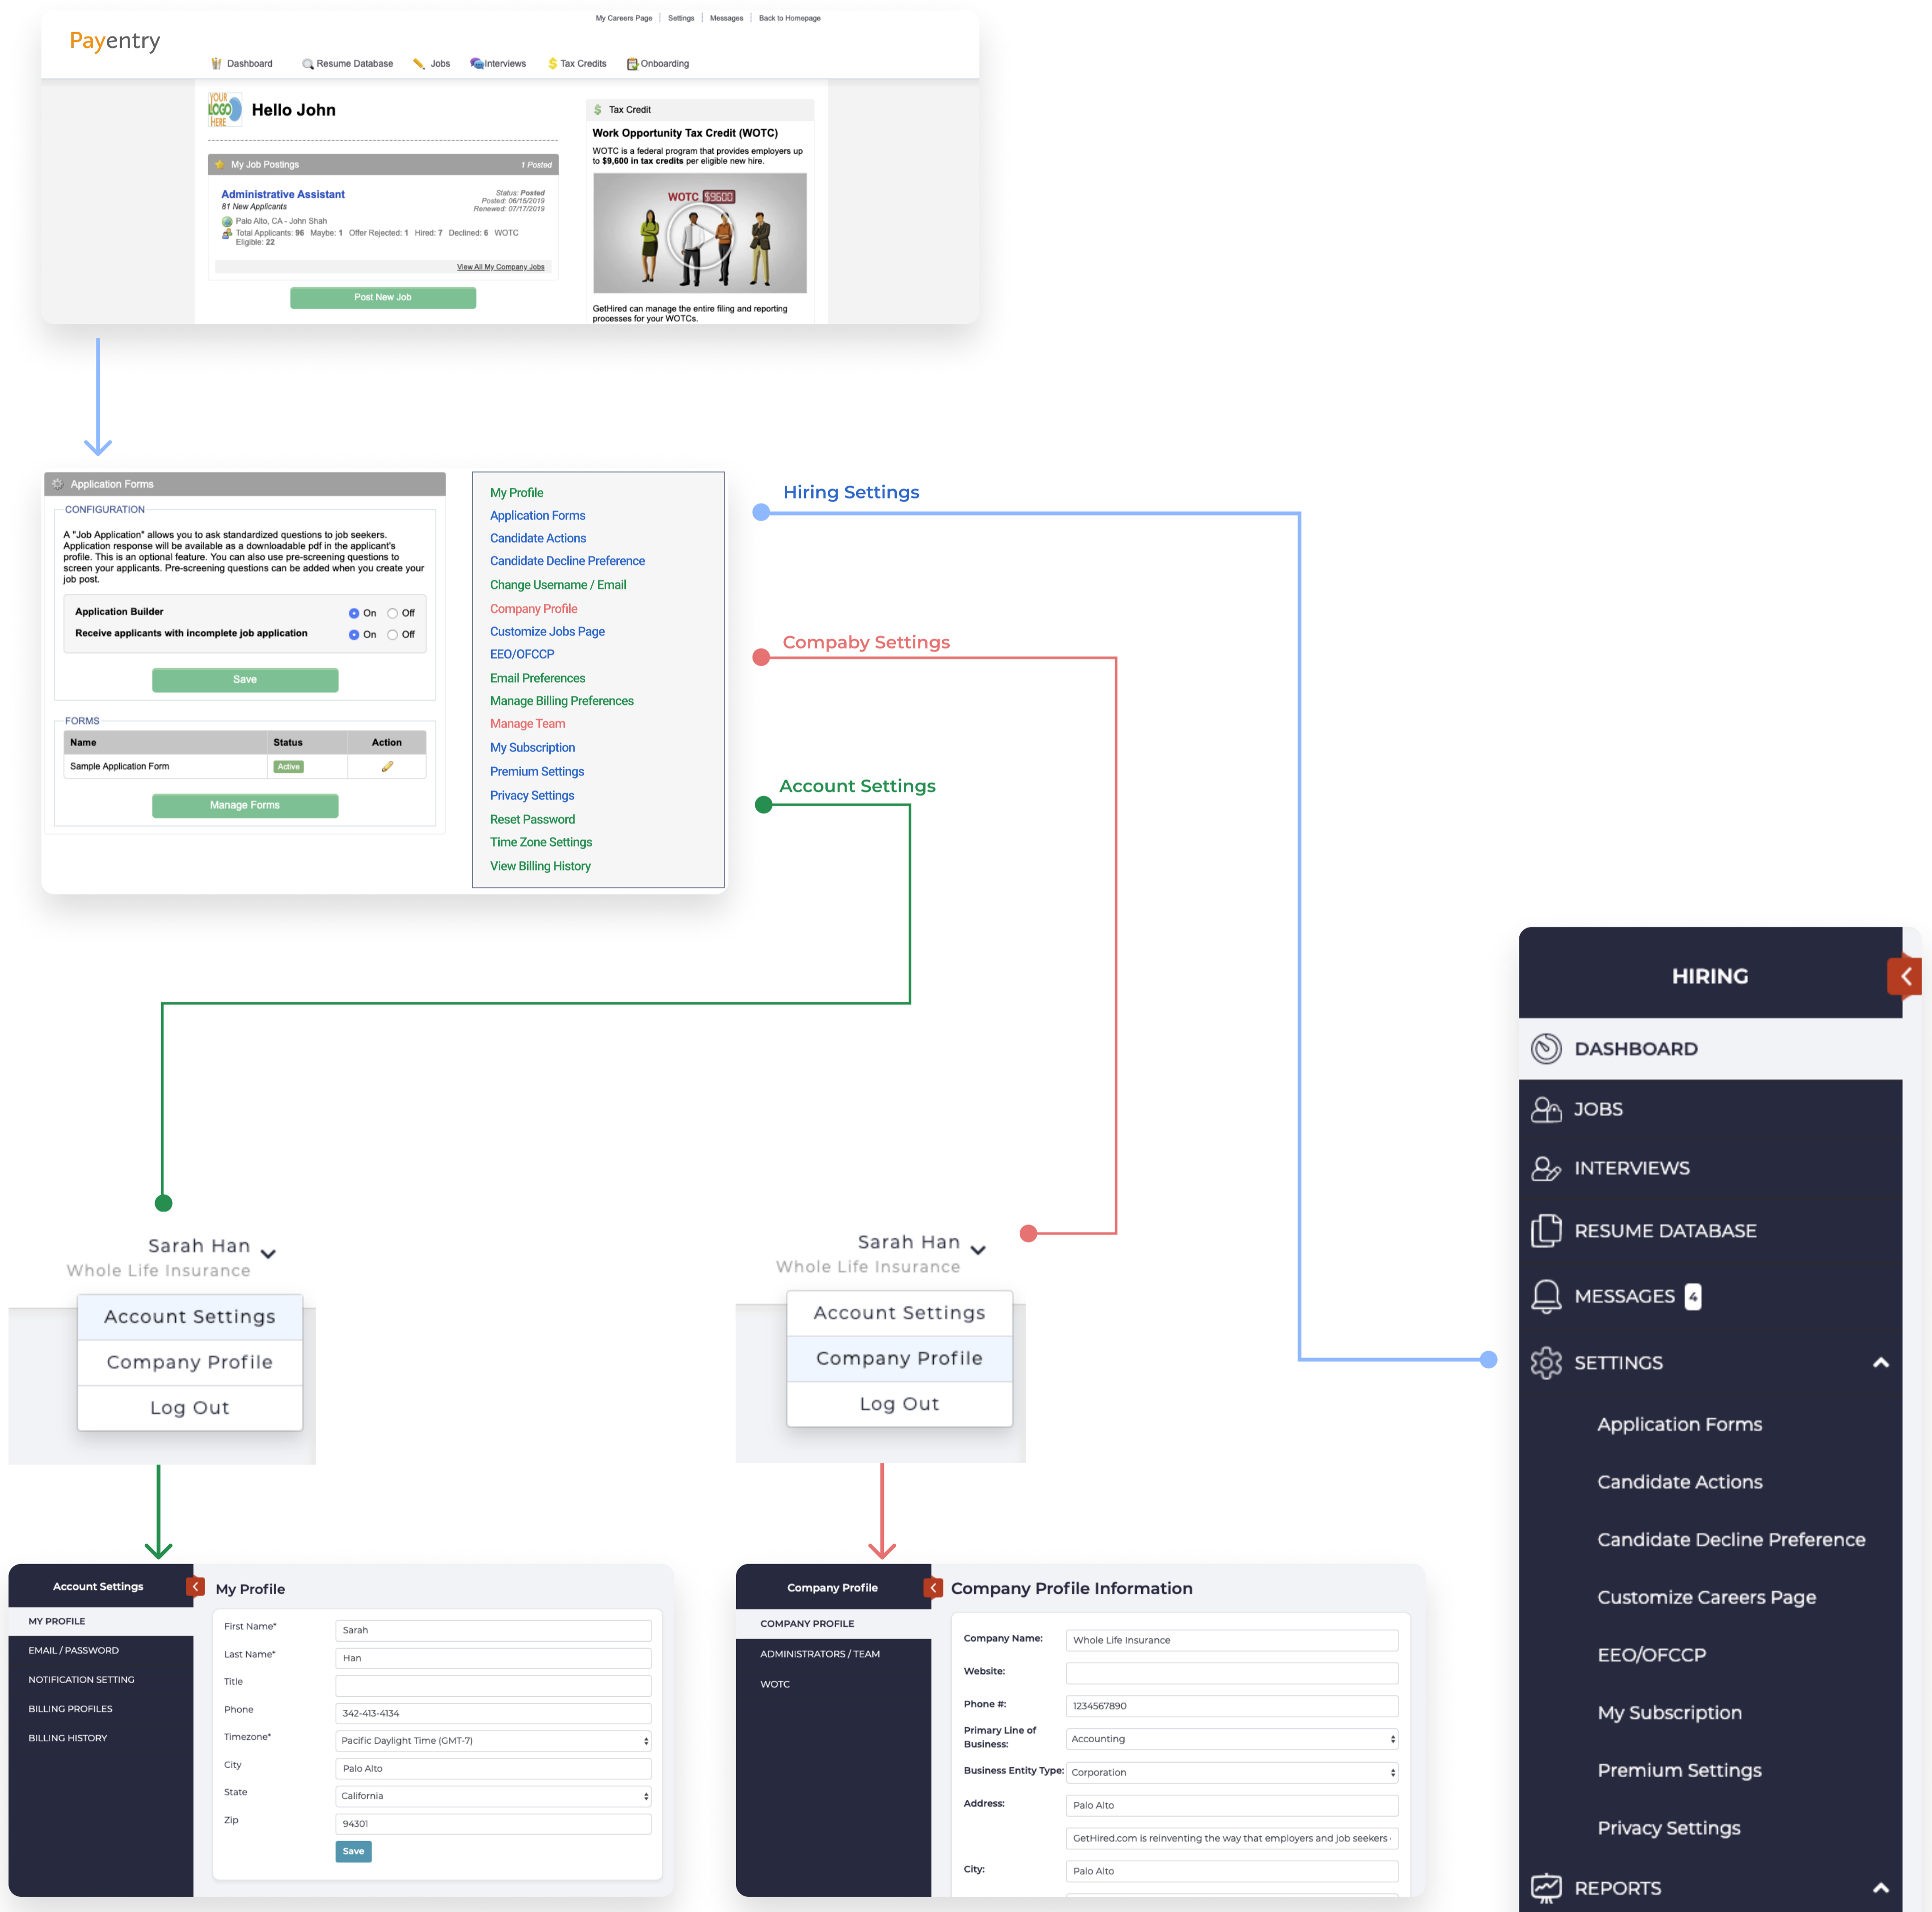 My Careers Page | Settings | Messages | Back to Homepage
Payentry
Dashboard Resume Database Jobs Interviews Tax Credits Onboarding
YOUR
LOGO
HERE
Hello John
My Job Postings 1 Posted
Administrative Assistant
81 New Applicants
Status: Posted
Posted: 06/15/2019
Renewed: 07/17/2019
Palo Alto, CA - John Shah
Total Applicants: 96 Maybe: 1 Offer Rejected: 1 Hired: 7 Declined: 6 WOTC
Eligible: 22
View All My Company Jobs
Post New Job
Tax Credit
Work Opportunity Tax Credit (WOTC)
WOTC is a federal program that provides employers up
to $9,600 in tax credits per eligible new hire.
WOTC $9600
GetHired can manage the entire filing and reporting
processes for your WOTCs.
Application Forms
CONFIGURATION
A "Job Application" allows you to ask standardized questions to job seekers.
Application response will be available as a downloadable pdf in the applicant's
profile. This is an optional feature. You can also use pre-screening questions to
screen your applicants. Pre-screening questions can be added when you create your
job post.
Application Builder On Off
Receive applicants with incomplete job application On Off
Save
FORMS
Name Status Action
Sample Application Form Active
Manage Forms
My Profile
Application Forms
Candidate Actions
Candidate Decline Preference
Change Username / Email
Company Profile
Customize Jobs Page
EEO/OFCCP
Email Preferences
Manage Billing Preferences
Manage Team
My Subscription
Premium Settings
Privacy Settings
Reset Password
Time Zone Settings
View Billing History
Hiring Settings
Compaby Settings
Account Settings
Sarah Han
Whole Life Insurance
Account Settings
Company Profile
Log Out
Sarah Han
Whole Life Insurance
Account Settings
Company Profile
Log Out
Account Settings
MY PROFILE
EMAIL / PASSWORD
NOTIFICATION SETTING
BILLING PROFILES
BILLING HISTORY
My Profile
First Name* Sarah
Last Name* Han
Title
Phone 342-413-4134
Timezone* Pacific Daylight Time (GMT-7)
City Palo Alto
State California
Zip 94301
Save
Company Profile
COMPANY PROFILE
ADMINISTRATORS / TEAM
WOTC
Company Profile Information
Company Name: Whole Life Insurance
Website:
Phone #: 1234567890
Primary Line of
Business: Accounting
Business Entity Type: Corporation
Address: Palo Alto
GetHired.com is reinventing the way that employers and job seekers
City: Palo Alto
HIRING
DASHBOARD
JOBS
INTERVIEWS
RESUME DATABASE
MESSAGES 4
SETTINGS
Application Forms
Candidate Actions
Candidate Decline Preference
Customize Careers Page
EEO/OFCCP
My Subscription
Premium Settings
Privacy Settings
REPORTS